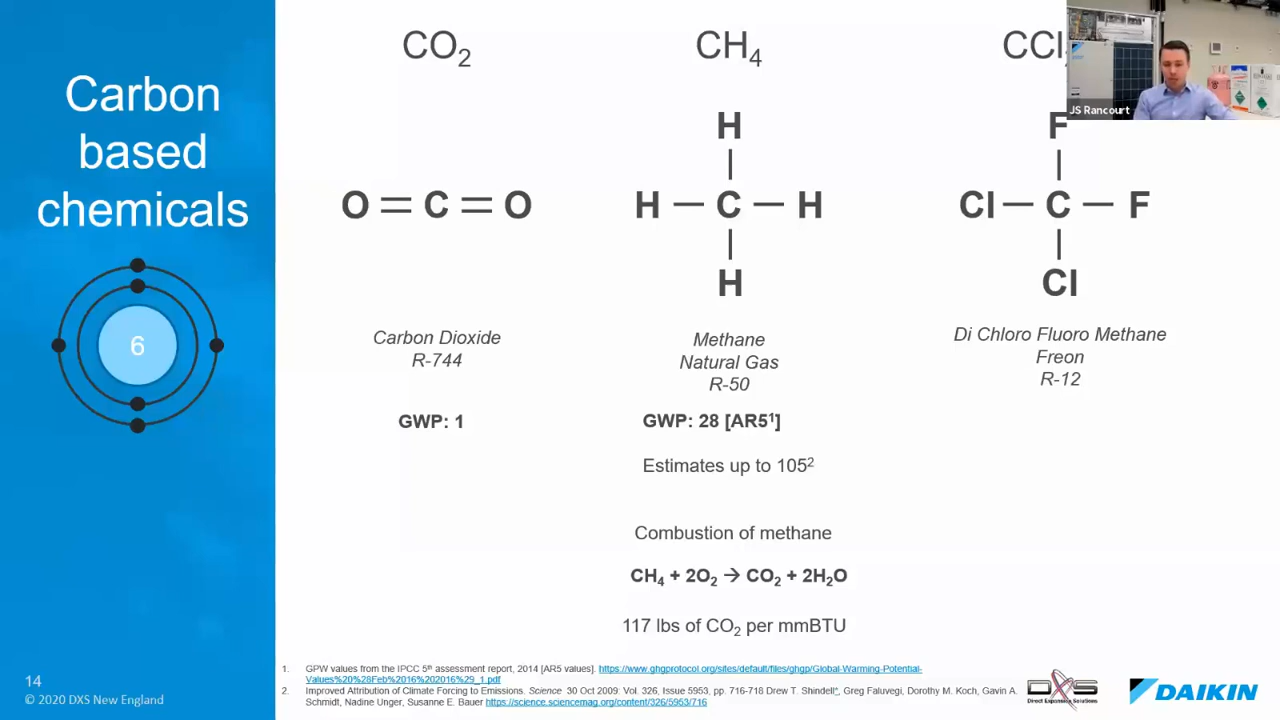 Carbon
based
chemicals
6
CO₂
O = C = O
Carbon Dioxide
R-744
GWP: 1
CH₄
H
H — C — H
H
Methane
Natural Gas
R-50
GWP: 28 [AR5¹]
Estimates up to 105²
Combustion of methane
CH₄ + 2O₂ → CO₂ + 2H₂O
117 lbs of CO₂ per mmBTU
CCl
F
Cl — C — F
Cl
Di Chloro Fluoro Methane
Freon
R-12
JS Rancourt
1. GPW values from the IPCC 5th assessment report, 2014 [AR5 values]. https://www.ghgprotocol.org/sites/default/files/ghgp/Global-Warming-Potential-
Values%20%28Feb%2016%202016%29_1.pdf
2. Improved Attribution of Climate Forcing to Emissions. Science 30 Oct 2009: Vol. 326, Issue 5953, pp. 716-718 Drew T. Shindell*, Greg Faluvegi, Dorothy M. Koch, Gavin A.
Schmidt, Nadine Unger, Susanne E. Bauer https://science.sciencemag.org/content/326/5953/716
14
© 2020 DXS New England
DXS
Direct Expansion Solutions
DAIKIN